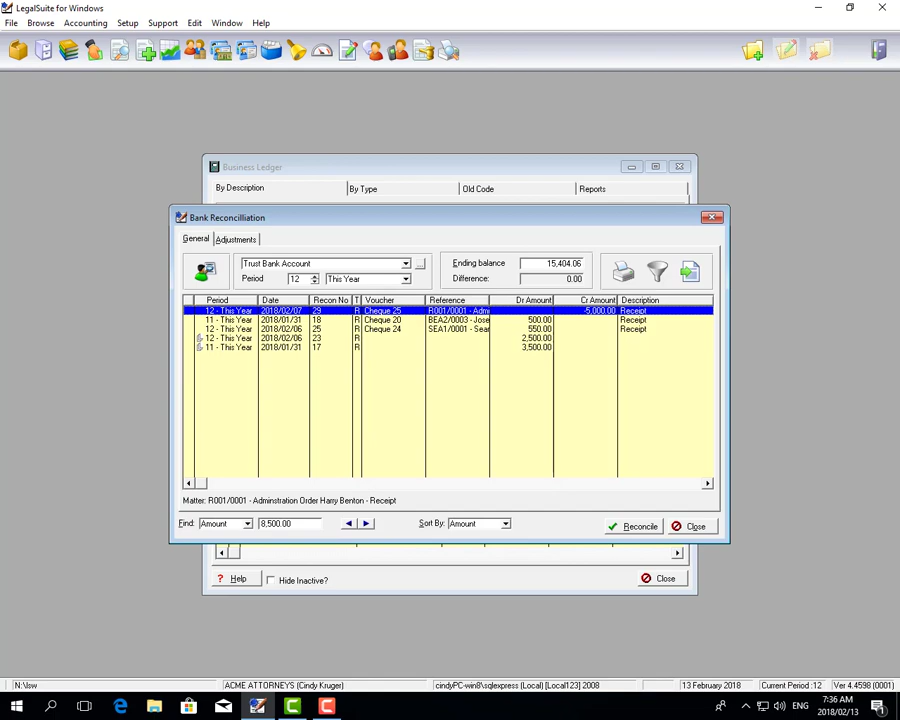 LegalSuite for Windows
File Browse Accounting Setup Support Edit Window Help
Business Ledger
By Description By Type Old Code Reports
Bank Reconcilliation
General Adjustments
Trust Bank Account ... Ending balance 15,404.06
Period 12 This Year Difference: 0.00
Period Date Recon No T Voucher Reference Dr Amount Cr Amount Description
12 - This Year 2018/02/07 29 R Cheque 25 R001/0001 - Admi -5,000.00 Receipt
11 - This Year 2018/01/31 18 R Cheque 20 BEA2/0003 - Jose 500.00 Receipt
12 - This Year 2018/02/06 25 R Cheque 24 SEA1/0001 - Sear 550.00 Receipt
12 - This Year 2018/02/06 23 R 2,500.00
11 - This Year 2018/01/31 17 R 3,500.00
Matter: R001/0001 - Adminstration Order Harry Benton - Receipt
Find: Amount 8,500.00 Sort By: Amount Reconcile Close
? Help Hide Inactive? Close
N:\lsw ACME ATTORNEYS (Cindy Kruger) cindyPC-win8\sqlexpress (Local) [Local123] 2008 13 February 2018 Current Period :12 Ver 4.4598 (0001)
ENG 7:36 AM
2018/02/13 1